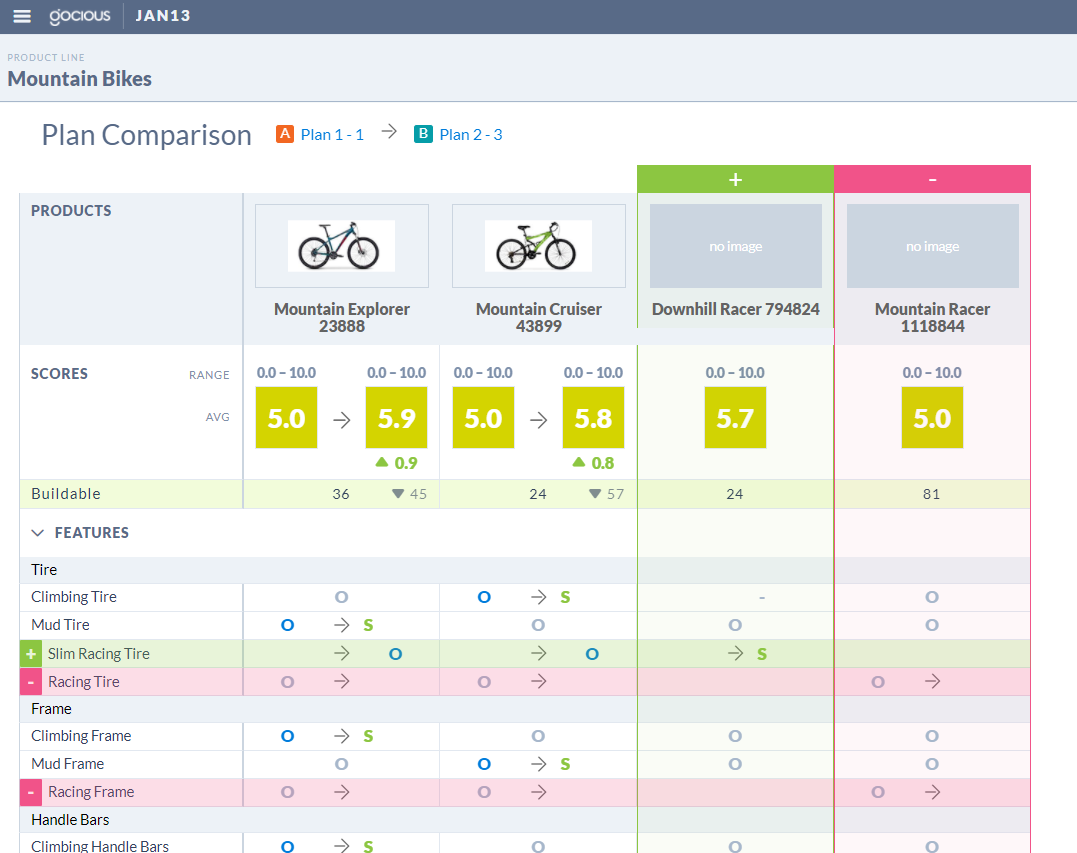 gocious JAN13
PRODUCT LINE
Mountain Bikes
Plan Comparison A Plan 1 - 1 → B Plan 2 - 3
+ -
PRODUCTS
no image no image
Mountain Explorer 23888 Mountain Cruiser 43899 Downhill Racer 794824 Mountain Racer 1118844
SCORES RANGE 0.0 – 10.0 0.0 – 10.0 0.0 – 10.0 0.0 – 10.0 0.0 – 10.0 0.0 – 10.0
AVG 5.0 → 5.9 5.0 → 5.8 5.7 5.0
▲ 0.9 ▲ 0.8
Buildable 36 ▼ 45 24 ▼ 57 24 81
FEATURES
Tire
Climbing Tire O O → S - O
Mud Tire O → S O O O
+ Slim Racing Tire → O → O → S
- Racing Tire O → O → O →
Frame
Climbing Frame O → S O O O
Mud Frame O O → S O O
- Racing Frame O → O → O →
Handle Bars
Climbing Handle Bars O → S O O O